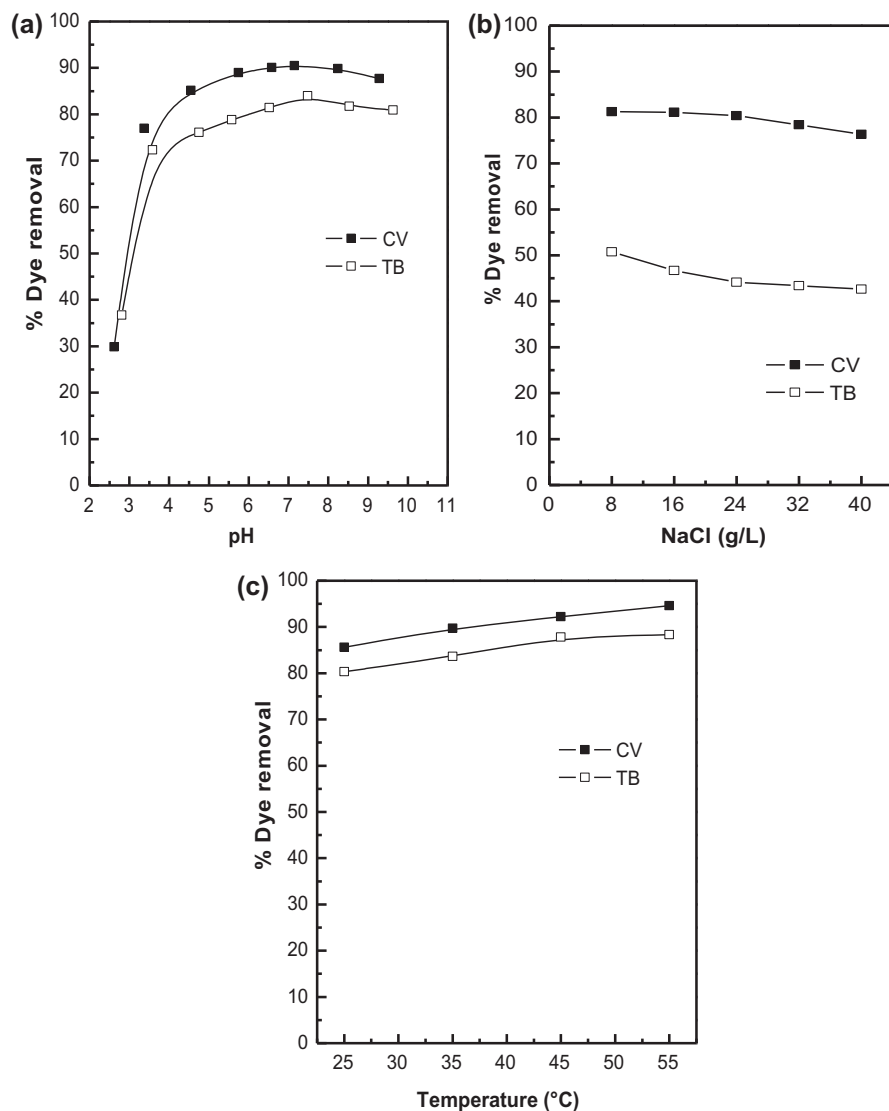 (a)
100
90
80
70
60
50
40
30
20
10
0
% Dye removal
CV
TB
2 3 4 5 6 7 8 9 10 11
pH
(b)
100
90
80
70
60
50
40
30
20
10
0
% Dye removal
CV
TB
0 8 16 24 32 40
NaCl (g/L)
(c)
100
90
80
70
60
50
40
30
20
10
0
% Dye removal
CV
TB
25 30 35 40 45 50 55
Temperature (°C)